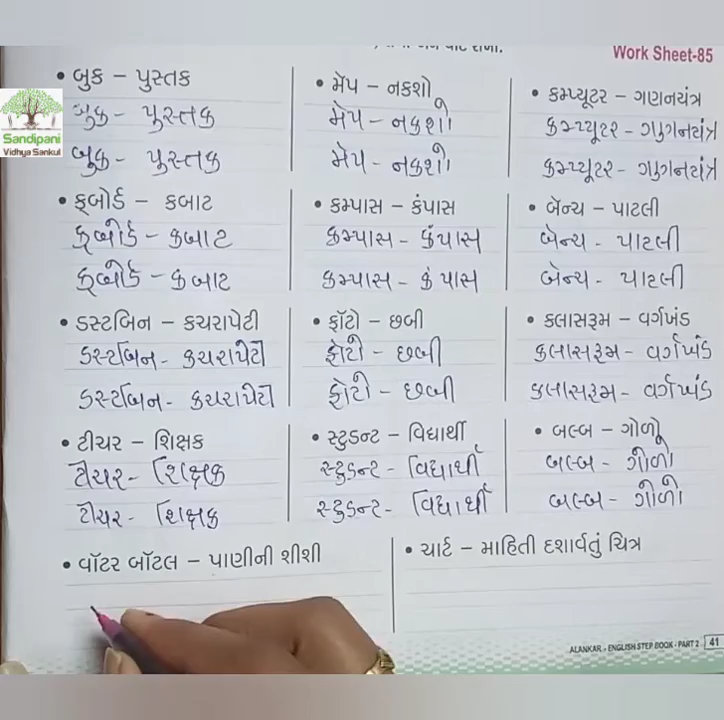 Work Sheet-85
Sandipani
Vidhya Sankul
• બુક – પુસ્તક
બુક - પુસ્તક
બુક - પુસ્તક
• મૅપ – નકશો
મૅપ - નકશો
મૅપ - નકશો
• કમ્પ્યૂટર – ગણનયંત્ર
કમ્પ્યૂટર - ગણનયંત્ર
કમ્પ્યૂટર - ગણનયંત્ર
• કૂબોર્ડ – કબાટ
કૂબોર્ડ - કબાટ
કૂબોર્ડ - કબાટ
• કમ્પાસ – કંપાસ
કમ્પાસ - કંપાસ
કમ્પાસ - કંપાસ
• બૅન્ચ – પાટલી
બૅન્ચ - પાટલી
બૅન્ચ - પાટલી
• ડસ્ટબિન – કચરાપેટી
ડસ્ટબિન - કચરાપેટી
ડસ્ટબિન - કચરાપેટી
• ફૉટો – છબી
ફોટો - છબી
ફોટો - છબી
• કલાસરૂમ – વર્ગખંડ
કલાસરૂમ - વર્ગખંડ
કલાસરૂમ - વર્ગખંડ
• ટીચર – શિક્ષક
ટીચર - શિક્ષક
ટીચર - શિક્ષક
• સ્ટુડન્ટ – વિદ્યાર્થી
સ્ટુડન્ટ - વિદ્યાર્થી
સ્ટુડન્ટ - વિદ્યાર્થી
• બલ્બ – ગોળો
બલ્બ - ગોળો
બલ્બ - ગોળો
• વૉટર બૉટલ – પાણીની શીશી
• ચાર્ટ – માહિતી દર્શાવતું ચિત્ર
ALANKAR - ENGLISH STEP BOOK - PART 2 41